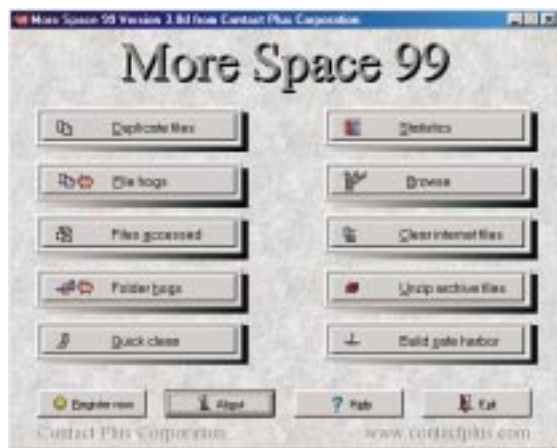 More Space 99 Version 3.0d from Contact Plus Corporation
More Space 99
Duplicate files
Statistics
File hogs
Browse
Files accessed
Clear internet files
Folder hogs
Unzip archive files
Quick clean
Build safe harbor
Register now
About
Help
Exit
Contact Plus Corporation
www.contactplus.com